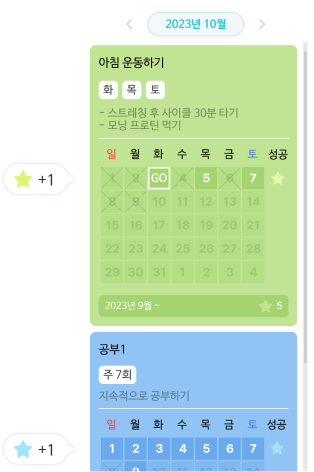 2023년 10월
아침 운동하기
화 목 토
- 스트레칭 후 사이클 30분 타기
- 모닝 프로틴 먹기
일 월 화 수 목 금 토 성공
1 2 GO 4 5 6 7
+1
8 9 10 11 12 13 14
15 16 17 18 19 20 21
22 23 24 25 26 27 28
29 30 31 1 2 3 4
2023년 9월 ~ 5
공부1
주 7회
지속적으로 공부하기
일 월 화 수 목 금 토 성공
1 2 3 4 5 6 7
+1
9 10 11 12 13 14